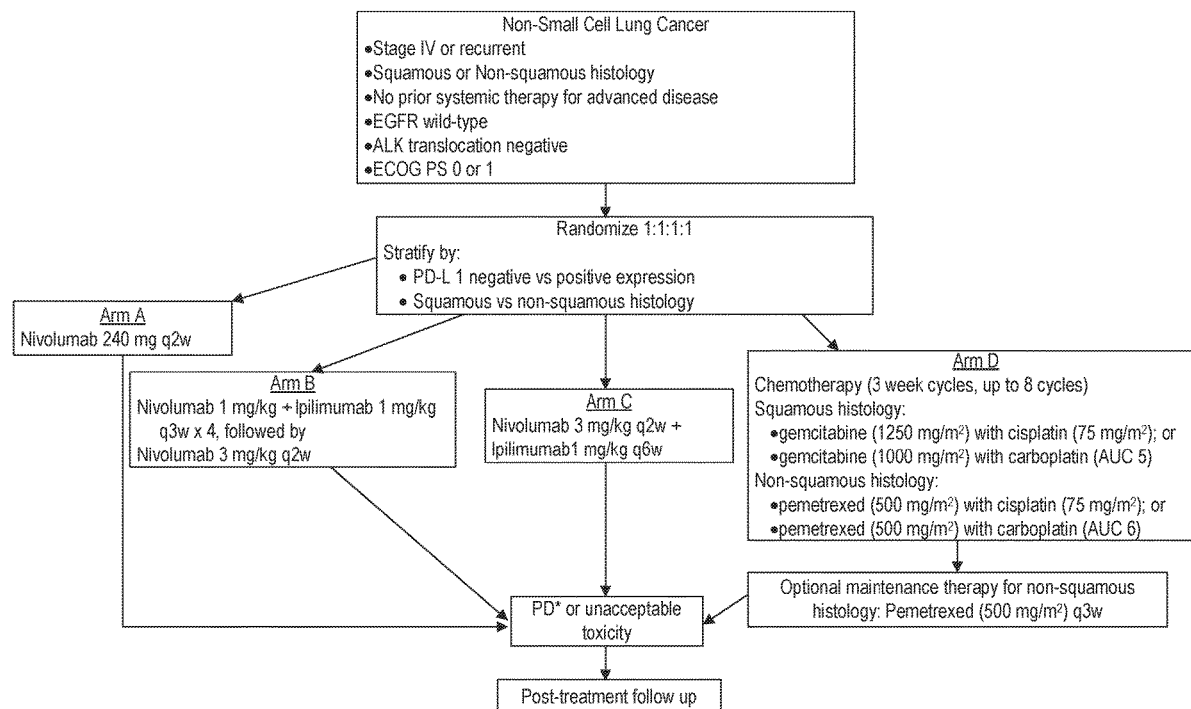 Non-Small Cell Lung Cancer
●Stage IV or recurrent
●Squamous or Non-squamous histology
●No prior systemic therapy for advanced disease
●EGFR wild-type
●ALK translocation negative
●ECOG PS 0 or 1
Randomize 1:1:1:1
Stratify by:
● PD-L 1 negative vs positive expression
● Squamous vs non-squamous histology
Arm A
Nivolumab 240 mg q2w
Arm B
Nivolumab 1 mg/kg + Ipilimumab 1 mg/kg
q3w x 4, followed by
Nivolumab 3 mg/kg q2w
Arm C
Nivolumab 3 mg/kg q2w +
Ipilimumab1 mg/kg q6w
Arm D
Chemotherapy (3 week cycles, up to 8 cycles)
Squamous histology:
●gemcitabine (1250 mg/m²) with cisplatin (75 mg/m²); or
●gemcitabine (1000 mg/m²) with carboplatin (AUC 5)
Non-squamous histology:
●pemetrexed (500 mg/m²) with cisplatin (75 mg/m²); or
●pemetrexed (500 mg/m²) with carboplatin (AUC 6)
Optional maintenance therapy for non-squamous
histology: Pemetrexed (500 mg/m²) q3w
PD* or unacceptable
toxicity
Post-treatment follow up